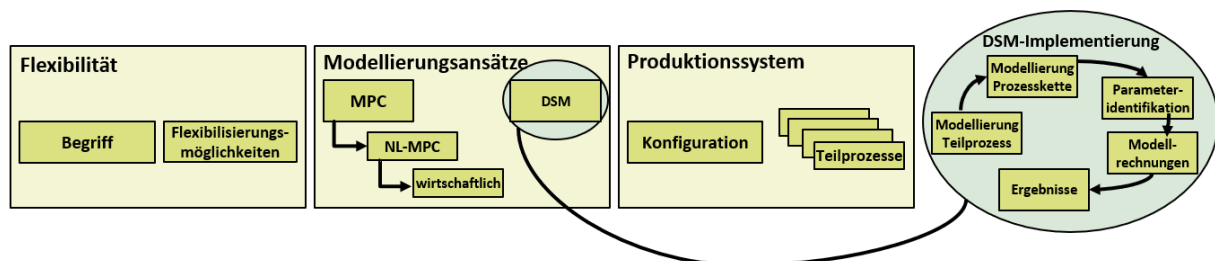 Flexibilität
Begriff
Flexibilisierungs-
möglichkeiten
Modellierungsansätze
MPC
NL-MPC
wirtschaftlich
DSM
Produktionssystem
Konfiguration
Teilprozesse
DSM-Implementierung
Modellierung
Prozesskette
Parameter-
identifikation
Modellierung
Teilprozess
Modell-
rechnungen
Ergebnisse